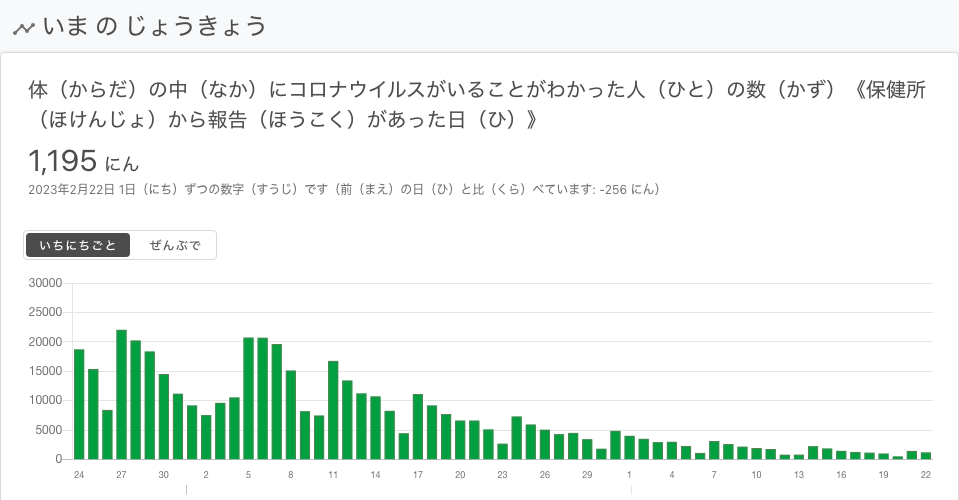 いま の じょうきょう
体（からだ）の中（なか）にコロナウイルスがいることがわかった人（ひと）の数（かず）《保健所
（ほけんじょ）から報告（ほうこく）があった日（ひ）》
1,195 にん
2023年2月22日 1日（にち）ずつの数字（すうじ）です（前（まえ）の日（ひ）と比（くら）べています: -256 にん）
いちにちごと ぜんぶで
30000
25000
20000
15000
10000
5000
0
24 27 30 2 5 8 11 14 17 20 23 26 29 1 4 7 10 13 16 19 22